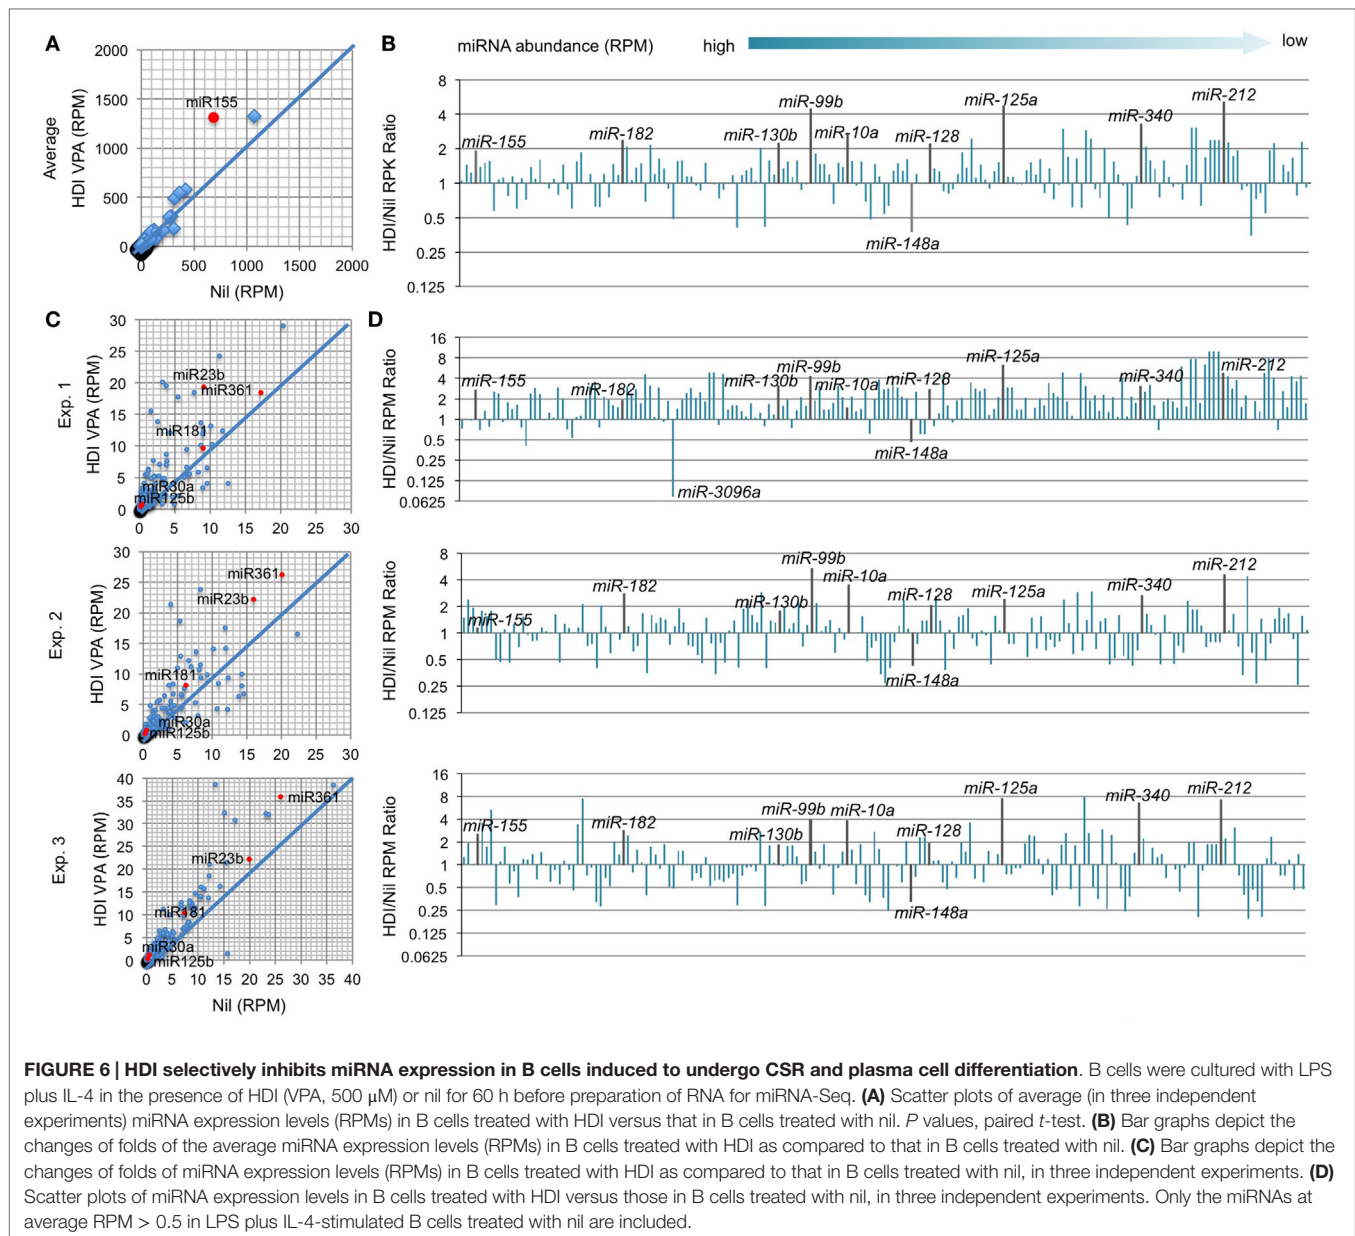 A
Average
HDI VPA (RPM)
2000
1500
1000
500
0
miR155
0 500 1000 1500 2000
Nil (RPM)
B
miRNA abundance (RPM) high low
HDI/Nil RPK Ratio
8
4
2
1
0.5
0.25
0.125
miR-155
miR-182
miR-130b
miR-99b
miR-10a
miR-128
miR-148a
miR-125a
miR-340
miR-212
C
Exp. 1
HDI VPA (RPM)
30
25
20
15
10
5
0
miR23b
miR361
miR181
miR30a
miR125b
0 5 10 15 20 25 30
D
HDI/Nil RPM Ratio
16
8
4
2
1
0.5
0.25
0.125
0.0625
miR-155
miR-182
miR-3096a
miR-130b
miR-99b
miR-10a
miR-128
miR-148a
miR-125a
miR-340
miR-212
Exp. 2
HDI VPA (RPM)
30
25
20
15
10
5
0
miR361
miR23b
miR181
miR30a
miR125b
0 5 10 15 20 25 30
HDI/Nil RPM Ratio
8
4
2
1
0.5
0.25
0.125
miR-155
miR-182
miR-130b
miR-99b
miR-10a
miR-128
miR-148a
miR-125a
miR-340
miR-212
Exp. 3
HDI VPA (RPM)
40
35
30
25
20
15
10
5
0
miR361
miR23b
miR181
miR30a
miR125b
0 5 10 15 20 25 30 35 40
Nil (RPM)
HDI/Nil RPM Ratio
16
8
4
2
1
0.5
0.25
0.125
0.0625
miR-155
miR-182
miR-130b
miR-99b
miR-10a
miR-128
miR-148a
miR-125a
miR-340
miR-212
FIGURE 6 | HDI selectively inhibits miRNA expression in B cells induced to undergo CSR and plasma cell differentiation. B cells were cultured with LPS
plus IL-4 in the presence of HDI (VPA, 500 μM) or nil for 60 h before preparation of RNA for miRNA-Seq. (A) Scatter plots of average (in three independent
experiments) miRNA expression levels (RPMs) in B cells treated with HDI versus that in B cells treated with nil. P values, paired t-test. (B) Bar graphs depict the
changes of folds of the average miRNA expression levels (RPMs) in B cells treated with HDI as compared to that in B cells treated with nil. (C) Bar graphs depict the
changes of folds of miRNA expression levels (RPMs) in B cells treated with HDI as compared to that in B cells treated with nil, in three independent experiments. (D)
Scatter plots of miRNA expression levels in B cells treated with HDI versus those in B cells treated with nil, in three independent experiments. Only the miRNAs at
average RPM > 0.5 in LPS plus IL-4-stimulated B cells treated with nil are included.